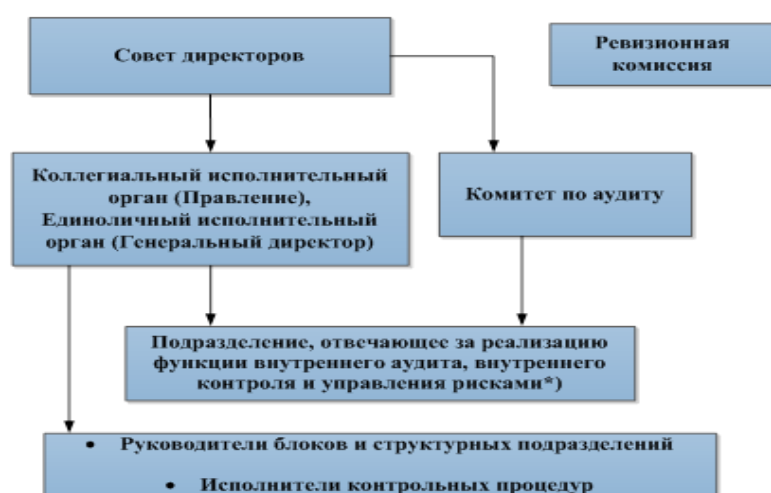 Совет директоров
Ревизионная
комиссия
Коллегиальный исполнительный
орган (Правление),
Единоличный исполнительный
орган (Генеральный директор)
Комитет по аудиту
Подразделение, отвечающее за реализацию
функции внутреннего аудита, внутреннего
контроля и управления рисками*)
• Руководители блоков и структурных подразделений
• Исполнители контрольных процедур